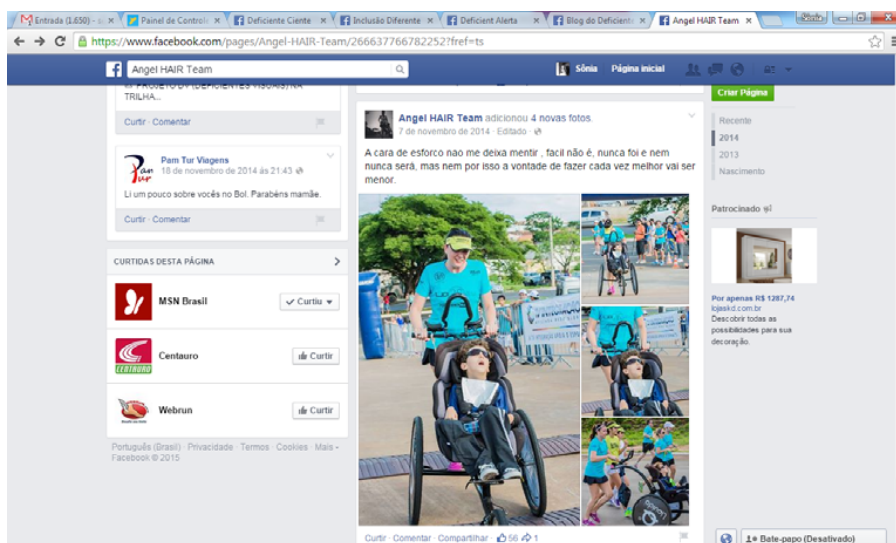 Entrada (1.650) - s
Painel de Controle
Deficiente Ciente
Inclusão Diferente
Deficient Alerta
Blog do Deficiente
Angel HAIR Team
https://www.facebook.com/pages/Angel-HAIR-Team/266637766782252?fref=ts
Angel HAIR Team
Sônia Página inicial
PROJETO DV (DEFICIENTES VISUAIS) NA
TRILHA...
Curtir · Comentar
Pam Tur Viagens
18 de novembro de 2014 às 21:43
Li um pouco sobre vocês no Bol. Parabéns mamãe.
Curtir · Comentar
CURTIDAS DESTA PÁGINA
MSN Brasil
Curtiu
Centauro
CENTAURO
Curtir
Webrun
Curtir
Português (Brasil) · Privacidade · Termos · Cookies · Mais
Facebook © 2015
Angel HAIR Team adicionou 4 novas fotos.
7 de novembro de 2014 · Editado ·
A cara de esforco nao me deixa mentir , facil não é, nunca foi e nem
nunca será, mas nem por isso a vontade de fazer cada vez melhor vai ser
menor.
Curtir · Comentar · Compartilhar · 56 1
Criar Página
Recente
2014
2013
Nascimento
Patrocinado
Por apenas R$ 1287,74
lojaskd.com.br
Descobrir todas as
possibilidades para sua
decoração.
Bate-papo (Desativado)